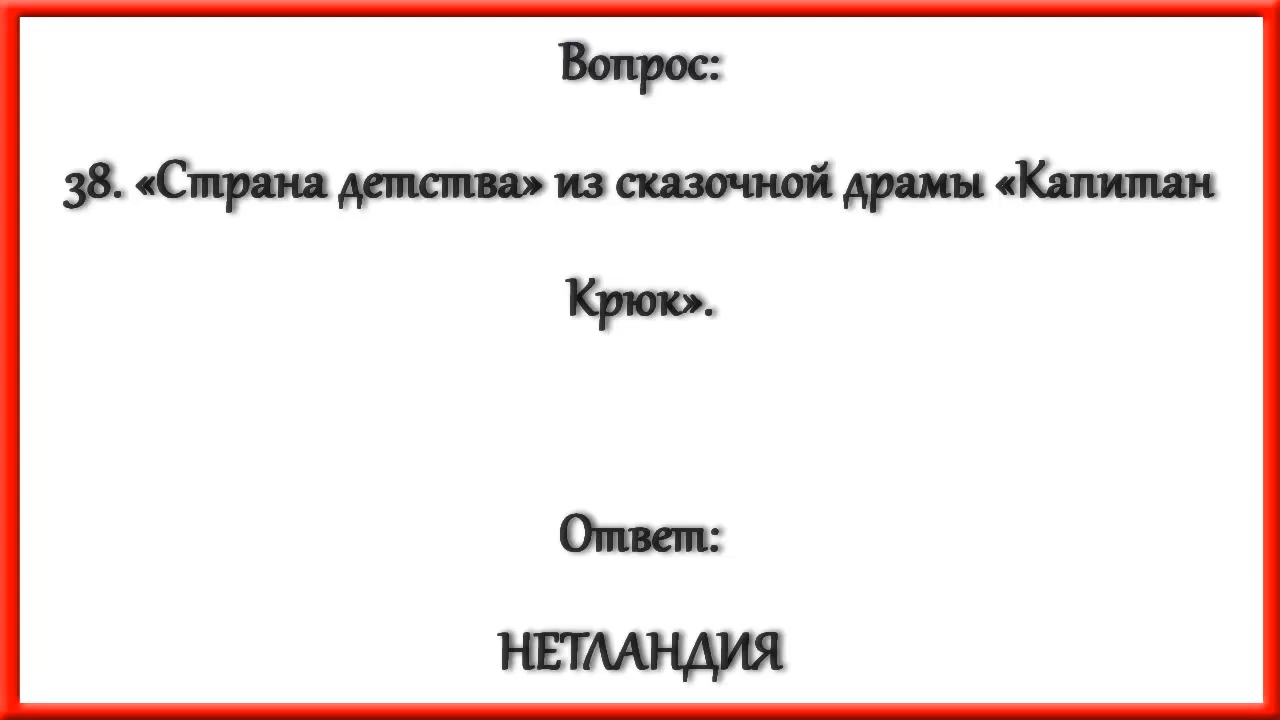 Вопрос:
38. «Страна детства» из сказочной драмы «Капитан
Крюк».
Ответ:
НЕТЛАНДИЯ